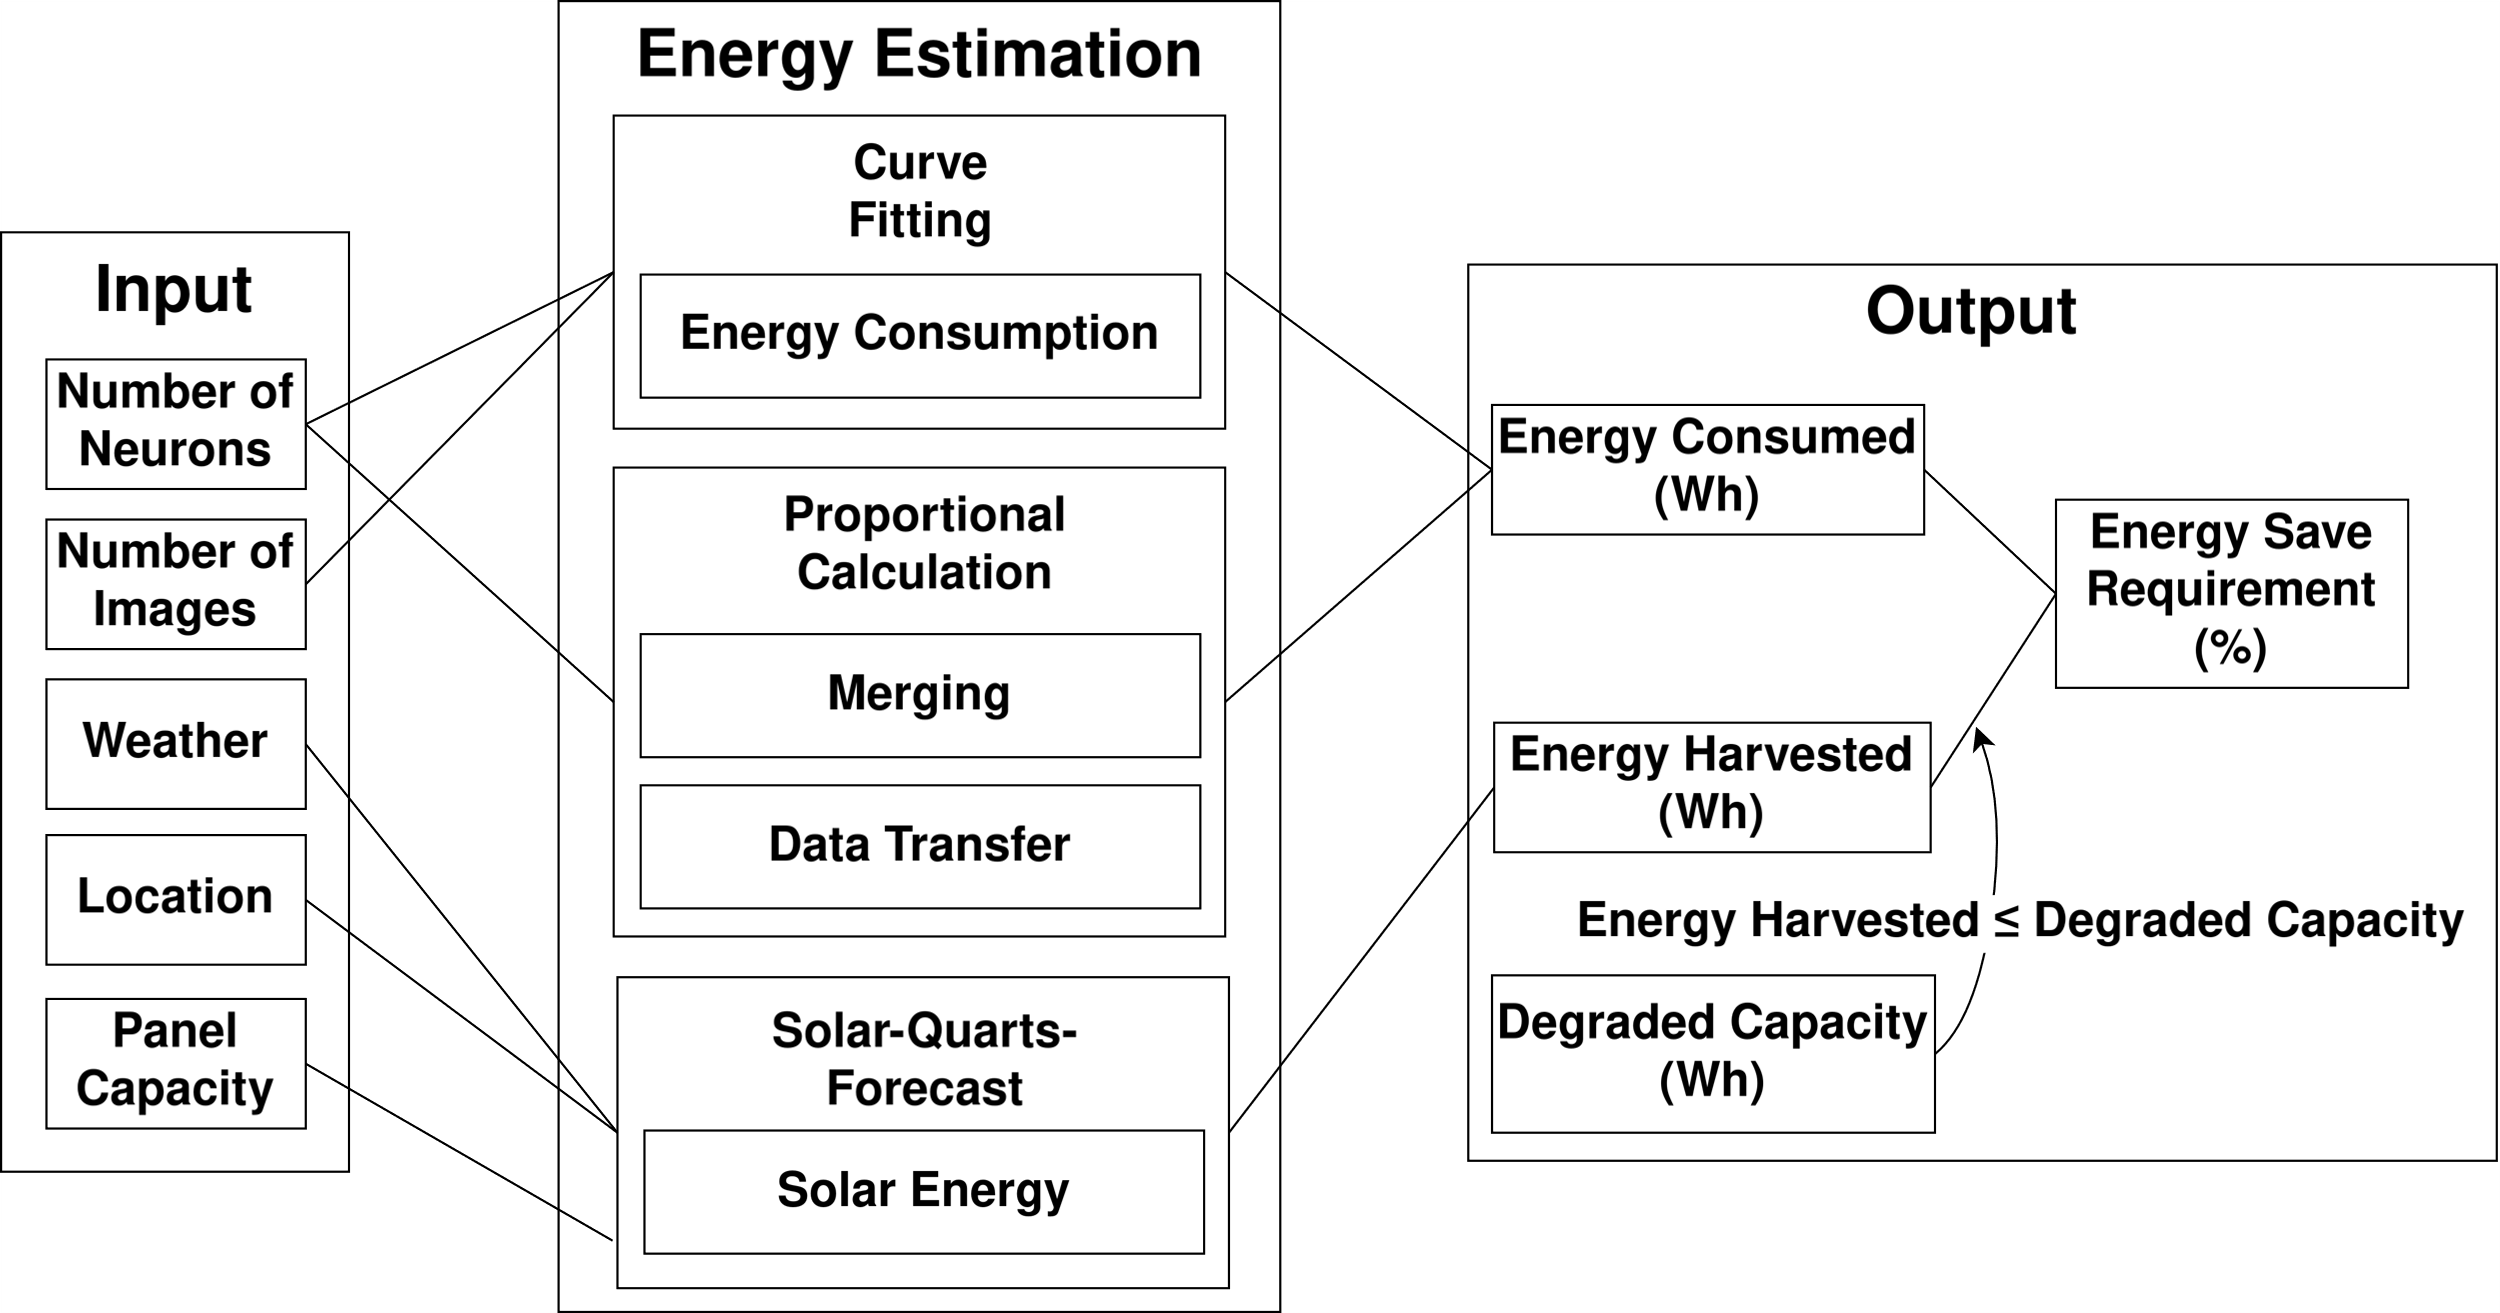 Input
Number of
Neurons
Number of
Images
Weather
Location
Panel
Capacity
Energy Estimation
Curve
Fitting
Energy Consumption
Proportional
Calculation
Merging
Data Transfer
Solar-Quarts-
Forecast
Solar Energy
Output
Energy Consumed
(Wh)
Energy Save
Requirement
(%)
Energy Harvested
(Wh)
Energy Harvested ≤ Degraded Capacity
Degraded Capacity
(Wh)